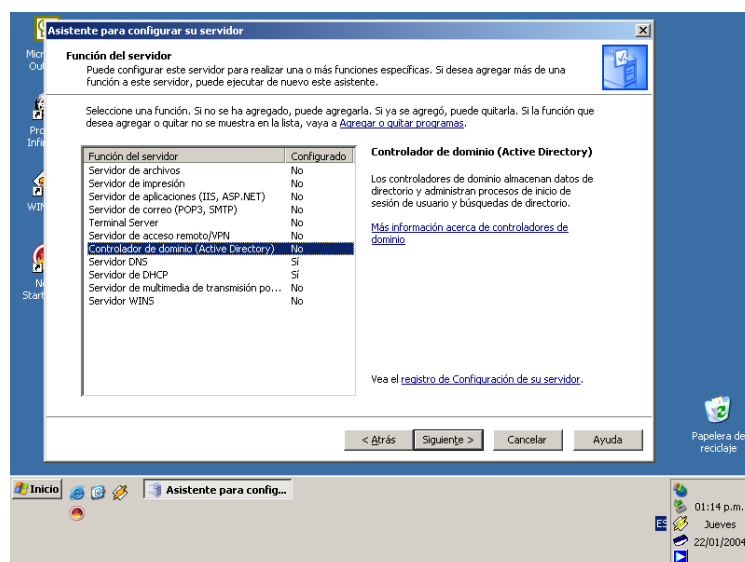 Asistente para configurar su servidor
Función del servidor
Puede configurar este servidor para realizar una o más funciones específicas. Si desea agregar más de una
función a este servidor, puede ejecutar de nuevo este asistente.
Seleccione una función. Si no se ha agregado, puede agregarla. Si ya se agregó, puede quitarla. Si la función que
desea agregar o quitar no se muestra en la lista, vaya a Agregar o quitar programas.
Función del servidor Configurado
Servidor de archivos No
Servidor de impresión No
Servidor de aplicaciones (IIS, ASP.NET) No
Servidor de correo (POP3, SMTP) No
Terminal Server No
Servidor de acceso remoto/VPN No
Controlador de dominio (Active Directory) No
Servidor DNS Sí
Servidor de DHCP Sí
Servidor de multimedia de transmisión po... No
Servidor WINS No
Controlador de dominio (Active Directory)
Los controladores de dominio almacenan datos de
directorio y administran procesos de inicio de
sesión de usuario y búsquedas de directorio.
Más información acerca de controladores de
dominio
Vea el registro de Configuración de su servidor.
< Atrás Siguiente > Cancelar Ayuda
Micr
Ou
Pro
Infi
WIN
N
Start
Papelera de
reciclaje
Inicio
Asistente para config...
ES
01:14 p.m.
Jueves
22/01/2004